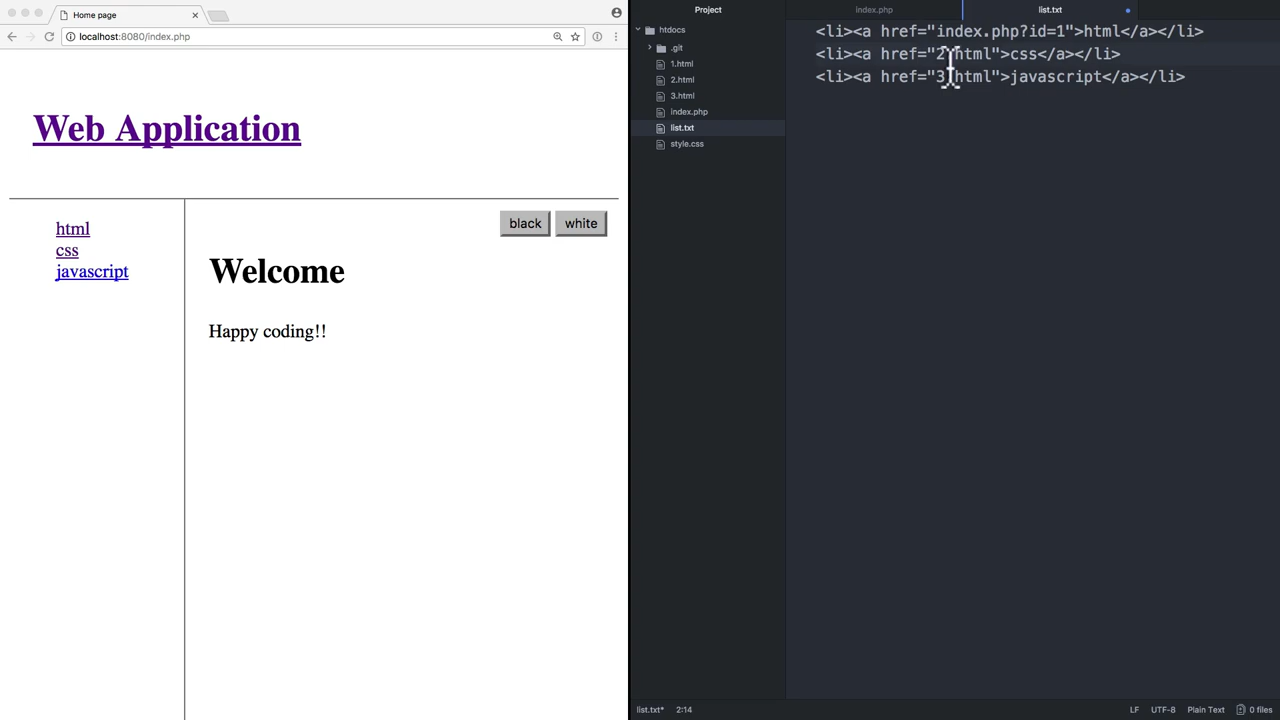 Home page
localhost:8080/index.php
Web Application
html
css
javascript
black
white
Welcome
Happy coding!!
Project
htdocs
.git
1.html
2.html
3.html
index.php
list.txt
style.css
index.php
list.txt
<li><a href="index.php?id=1">html</a></li>
<li><a href="2.html">css</a></li>
<li><a href="3.html">javascript</a></li>
list.txt*
2:14
LF
UTF-8
Plain Text
0 files